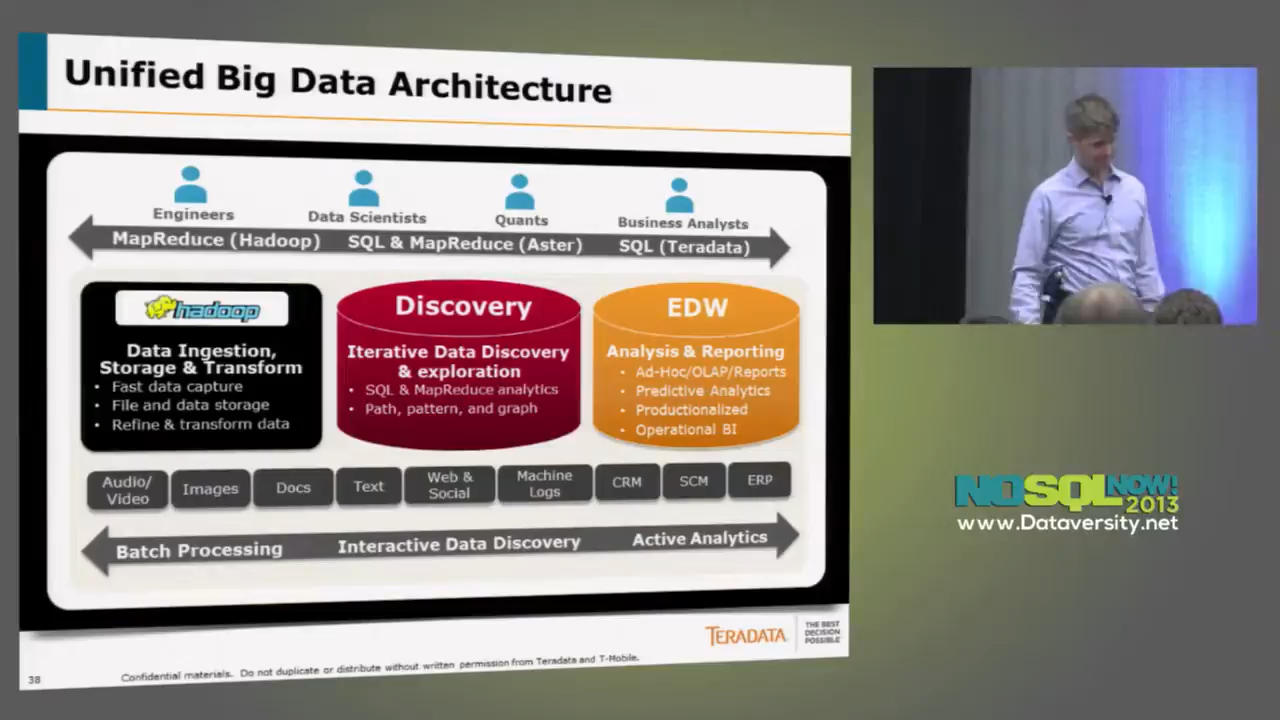 Unified Big Data Architecture
Engineers
Data Scientists
Quants
Business Analysts
MapReduce (Hadoop)
SQL & MapReduce (Aster)
SQL (Teradata)
hadoop
Data Ingestion,
Storage & Transform
• Fast data capture
• File and data storage
• Refine & transform data
Discovery
Iterative Data Discovery
& exploration
• SQL & MapReduce analytics
• Path, pattern, and graph
EDW
Analysis & Reporting
• Ad-Hoc/OLAP/Reports
• Predictive Analytics
• Productionalized
• Operational BI
Audio/
Video
Images
Docs
Text
Web &
Social
Machine
Logs
CRM
SCM
ERP
Batch Processing
Interactive Data Discovery
Active Analytics
TERADATA
THE BEST
DECISION
POSSIBLE
38
Confidential materials. Do not duplicate or distribute without written permission from Teradata and T-Mobile.
NOSQLNOW!
2013
www.Dataversity.net